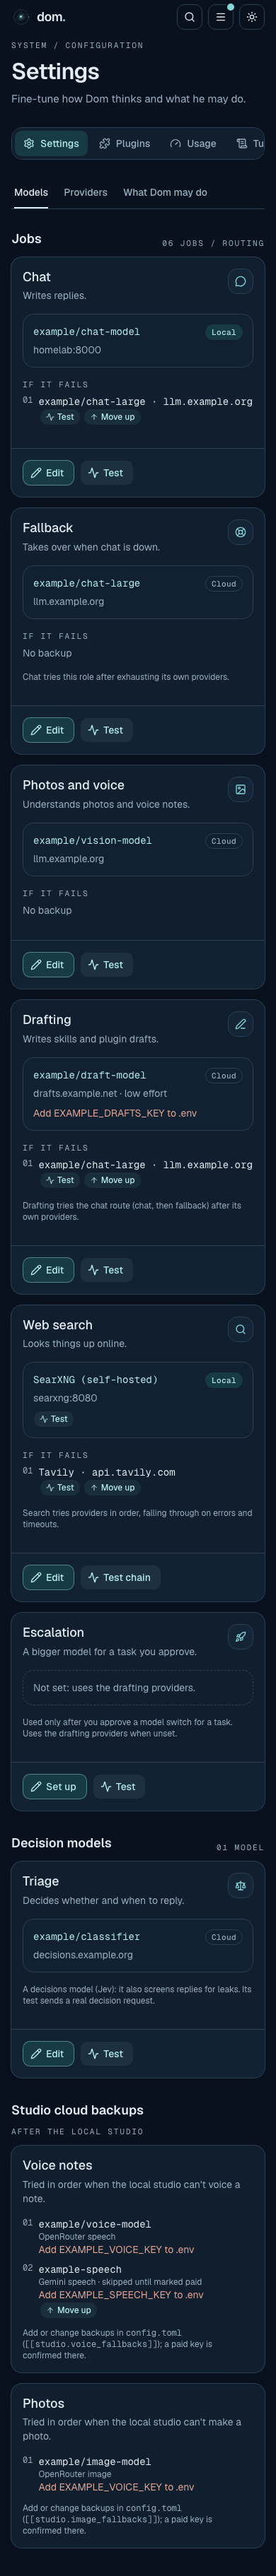 dom.
SYSTEM / CONFIGURATION
Settings
Fine-tune how Dom thinks and what he may do.
Settings Plugins Usage Tu
Models Providers What Dom may do
Jobs 06 JOBS / ROUTING
Chat
Writes replies.
example/chat-model Local
homelab:8000
IF IT FAILS
01 example/chat-large · llm.example.org
Test Move up
Edit Test
Fallback
Takes over when chat is down.
example/chat-large Cloud
llm.example.org
IF IT FAILS
No backup
Chat tries this role after exhausting its own providers.
Edit Test
Photos and voice
Understands photos and voice notes.
example/vision-model Cloud
llm.example.org
IF IT FAILS
No backup
Edit Test
Drafting
Writes skills and plugin drafts.
example/draft-model Cloud
drafts.example.net · low effort
Add EXAMPLE_DRAFTS_KEY to .env
IF IT FAILS
01 example/chat-large · llm.example.org
Test Move up
Drafting tries the chat route (chat, then fallback) after its
own providers.
Edit Test
Web search
Looks things up online.
SearXNG (self-hosted) Local
searxng:8080
Test
IF IT FAILS
01 Tavily · api.tavily.com
Test Move up
Search tries providers in order, falling through on errors and
timeouts.
Edit Test chain
Escalation
A bigger model for a task you approve.
Not set: uses the drafting providers.
Used only after you approve a model switch for a task.
Uses the drafting providers when unset.
Set up Test
Decision models 01 MODEL
Triage
Decides whether and when to reply.
example/classifier Cloud
decisions.example.org
A decisions model (Jev): it also screens replies for leaks. Its
test sends a real decision request.
Edit Test
Studio cloud backups
AFTER THE LOCAL STUDIO
Voice notes
Tried in order when the local studio can't voice a
note.
01 example/voice-model
OpenRouter speech
Add EXAMPLE_VOICE_KEY to .env
02 example-speech
Gemini speech · skipped until marked paid
Add EXAMPLE_SPEECH_KEY to .env
Move up
Add or change backups in config.toml
([[studio.voice_fallbacks]]); a paid key is
confirmed there.
Photos
Tried in order when the local studio can't make a
photo.
01 example/image-model
OpenRouter image
Add EXAMPLE_VOICE_KEY to .env
Add or change backups in config.toml
([[studio.image_fallbacks]]); a paid key is
confirmed there.